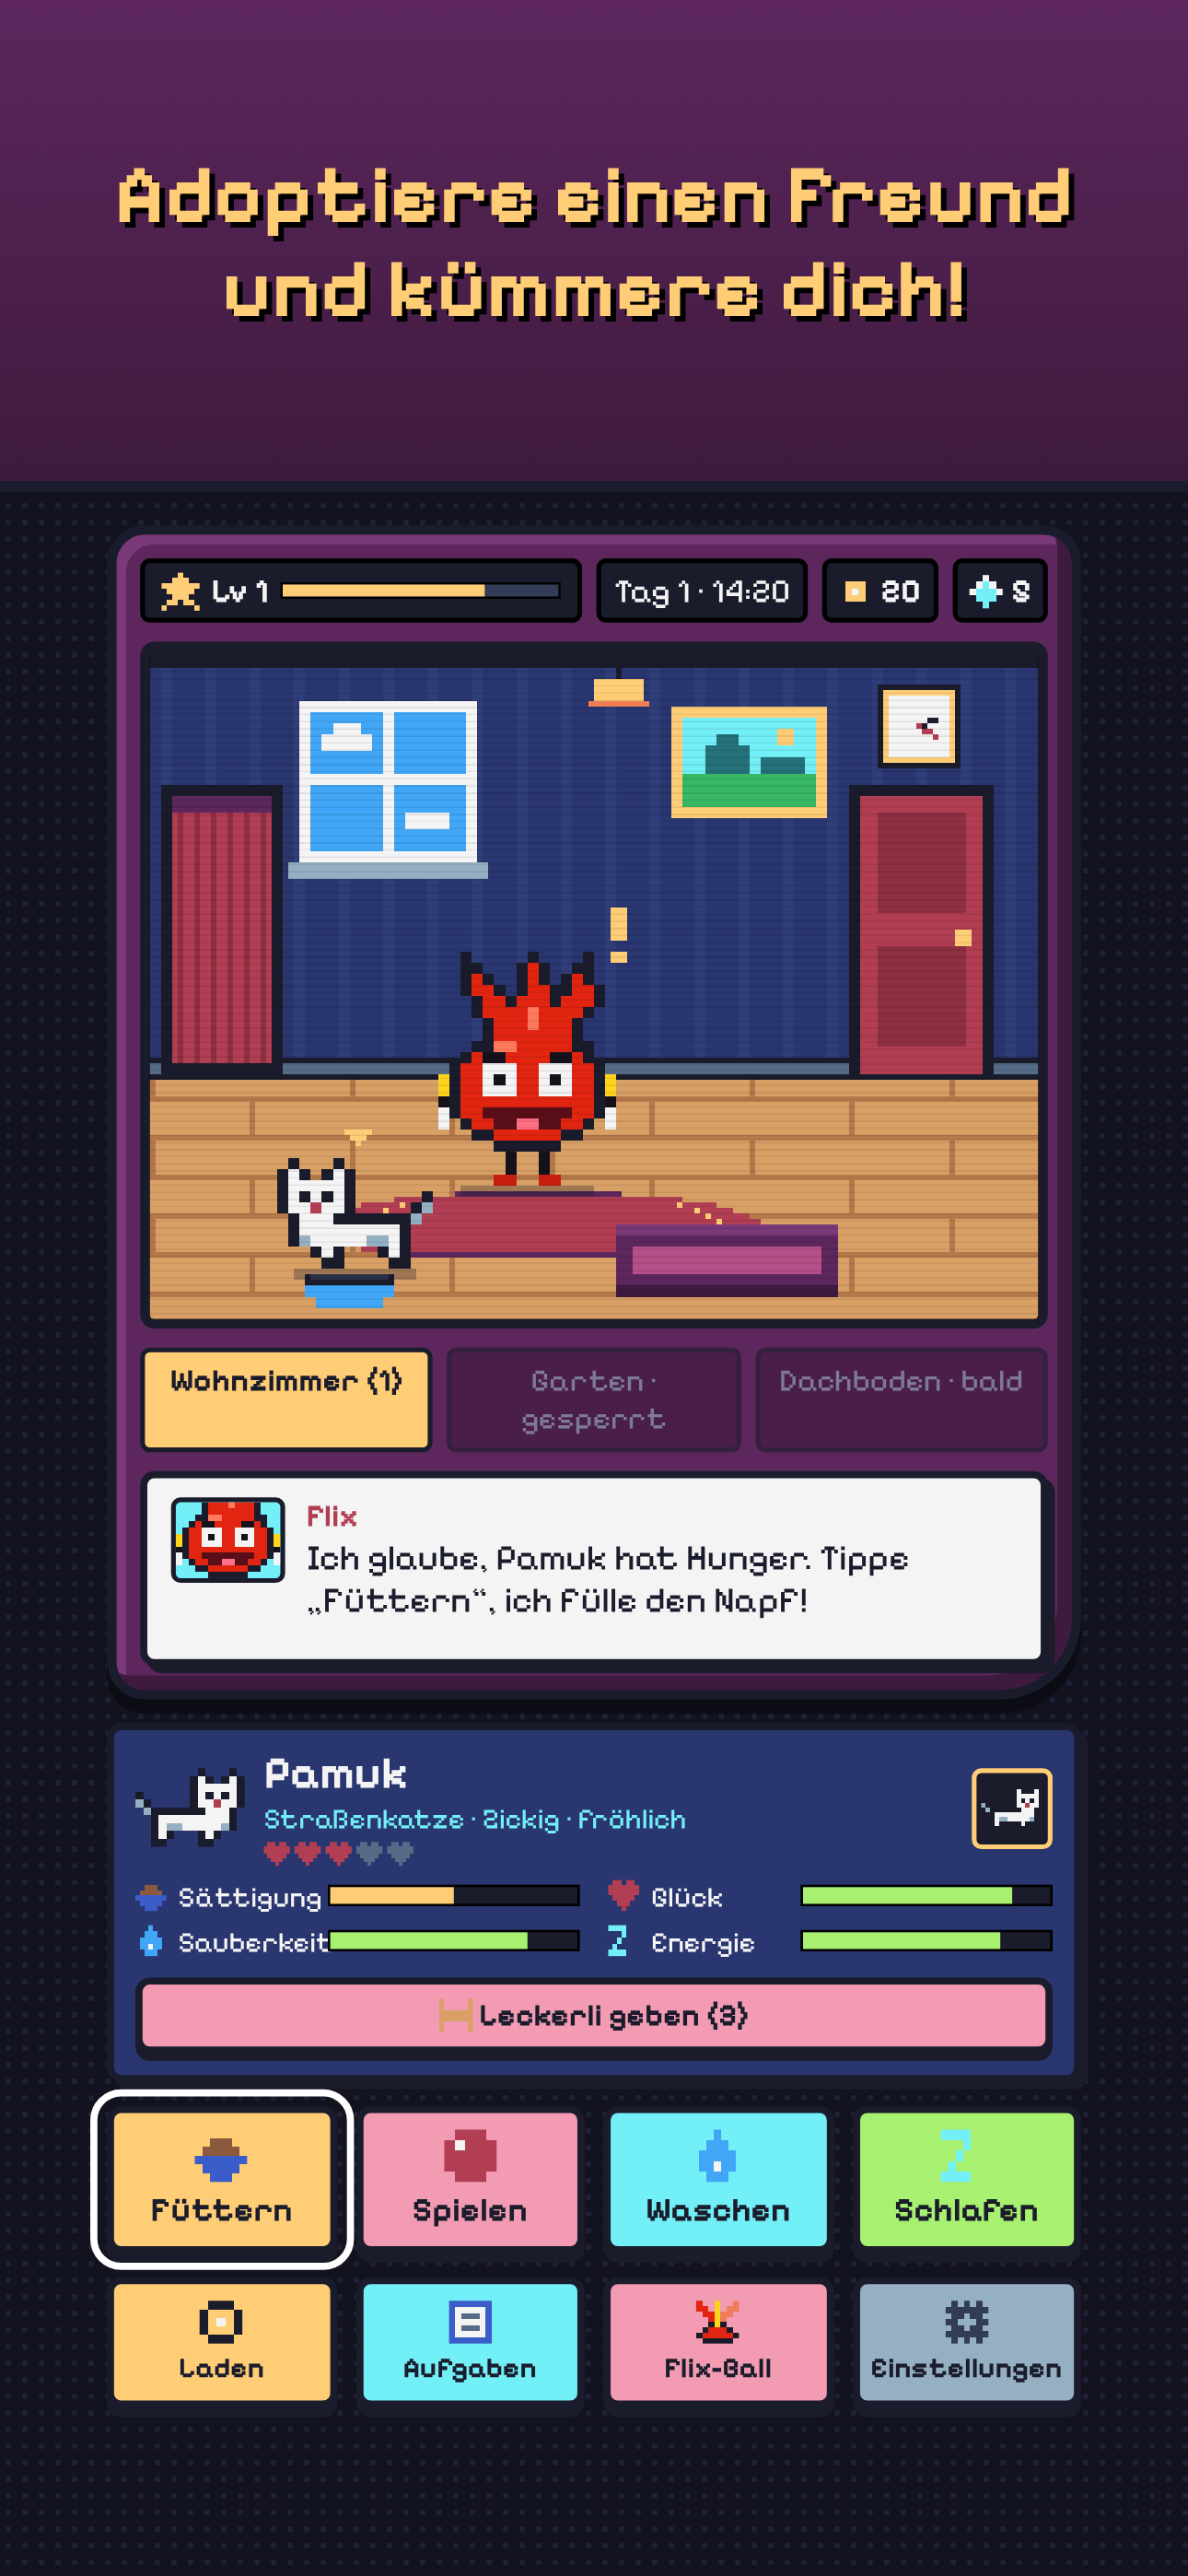 Adoptiere einen Freund
und kümmere dich!
Lv 1
Tag 1 · 14:20
20
5
Wohnzimmer (1)
Garten ·
gesperrt
Dachboden · bald
Flix
Ich glaube, Pamuk hat Hunger. Tippe
„Füttern“, ich fülle den Napf!
Pamuk
Straßenkatze · Zickig · fröhlich
Sättigung
Glück
Sauberkeit
Energie
Leckerli geben (3)
Füttern
Spielen
Waschen
Schlafen
Laden
Aufgaben
Flix-Ball
Einstellungen